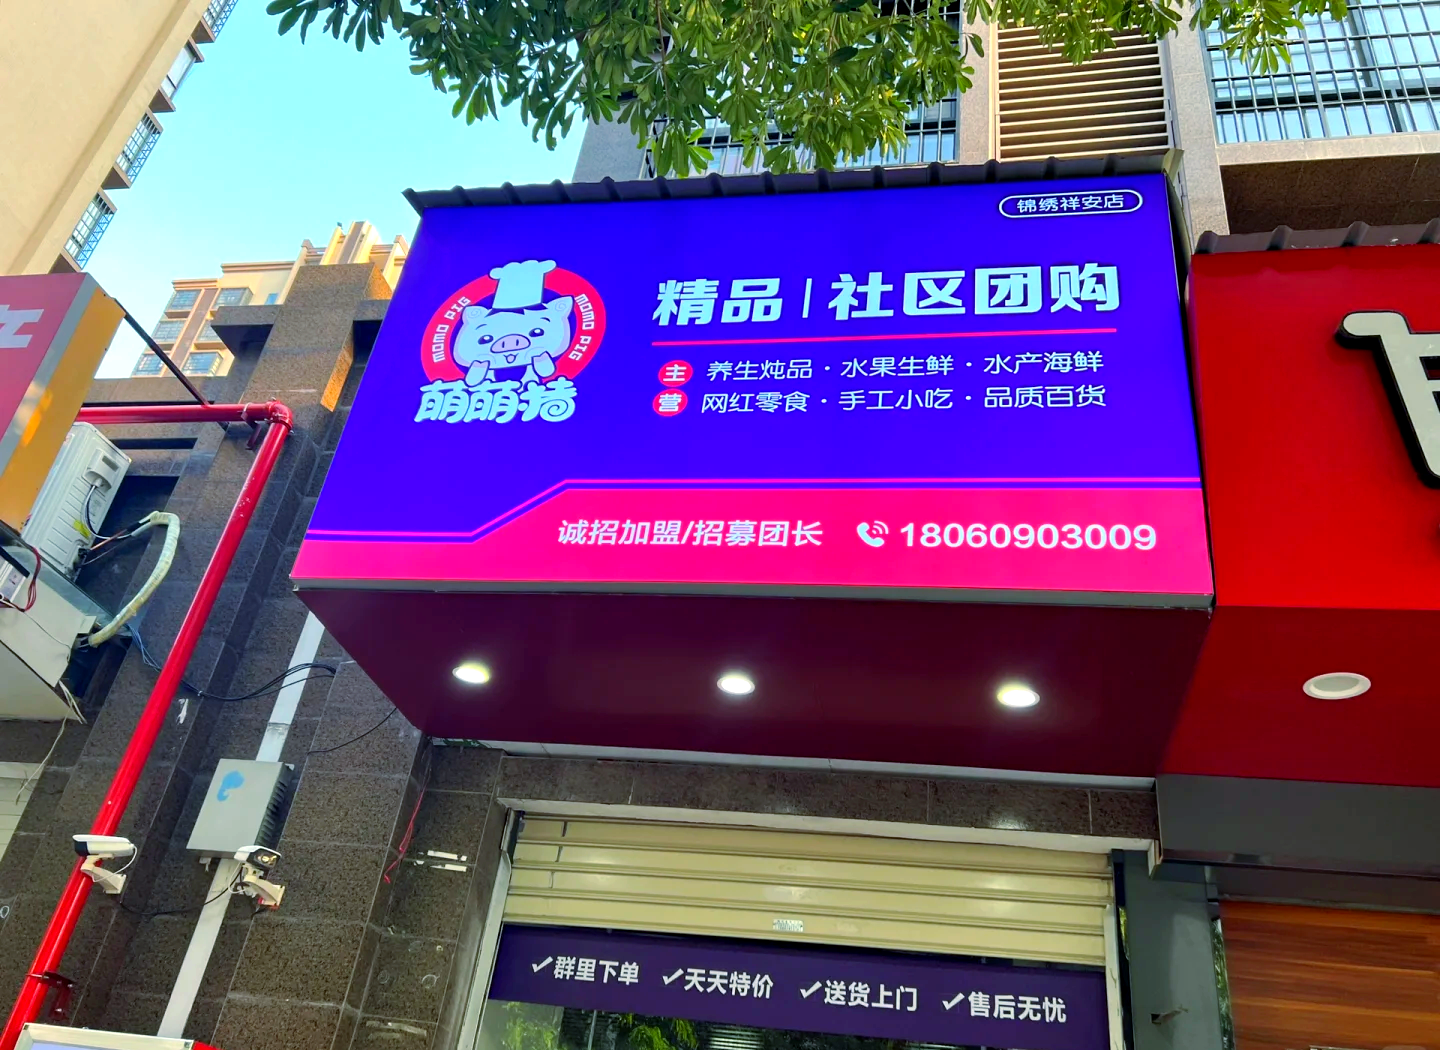 锦绣祥安店
MOMO PIG
MOMO PIG
萌萌猪
精品 | 社区团购
主营
养生炖品 · 水果生鲜 · 水产海鲜
网红零食 · 手工小吃 · 品质百货
诚招加盟/招募团长 18060903009
✓群里下单 ✓天天特价 ✓送货上门 ✓售后无忧